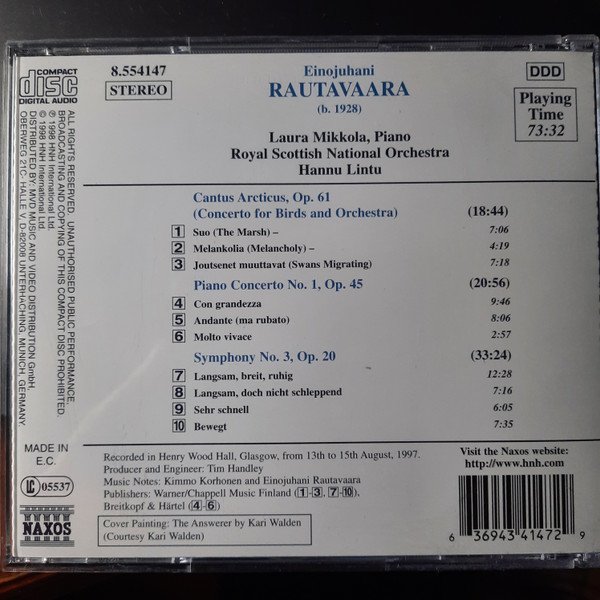 COMPACT
disc
DIGITAL AUDIO
8.554147
STEREO
Einojuhani
RAUTAVAARA
(b. 1928)
DDD
Playing
Time
73:32
Laura Mikkola, Piano
Royal Scottish National Orchestra
Hannu Lintu
Cantus Arcticus, Op. 61
(Concerto for Birds and Orchestra) (18:44)
1 Suo (The Marsh) – 7:06
2 Melankolia (Melancholy) – 4:19
3 Joutsenet muuttavat (Swans Migrating) 7:18
Piano Concerto No. 1, Op. 45 (20:56)
4 Con grandezza 9:46
5 Andante (ma rubato) 8:06
6 Molto vivace 2:57
Symphony No. 3, Op. 20 (33:24)
7 Langsam, breit, ruhig 12:28
8 Langsam, doch nicht schleppend 7:16
9 Sehr schnell 6:05
10 Bewegt 7:35
Recorded in Henry Wood Hall, Glasgow, from 13th to 15th August, 1997.
Producer and Engineer: Tim Handley
Music Notes: Kimmo Korhonen and Einojuhani Rautavaara
Publishers: Warner/Chappell Music Finland (1-3, 7-10),
Breitkopf & Härtel (4-6)
Cover Painting: The Answerer by Kari Walden
(Courtesy Kari Walden)
Visit the Naxos website:
http://www.hnh.com
6 36943 41472 9
ALL RIGHTS RESERVED. UNAUTHORISED PUBLIC PERFORMANCE,
BROADCASTING AND COPYING OF THIS COMPACT DISC PROHIBITED.
℗ 1998 HNH International Ltd.
© 1998 HNH International Ltd.
DISTRIBUTED BY: MVD MUSIC AND VIDEO DISTRIBUTION GmbH,
OBERWEG 21C- HALLE V, D-82008 UNTERHACHING, MUNICH, GERMANY.
MADE IN
E.C.
LC 05537
NAXOS